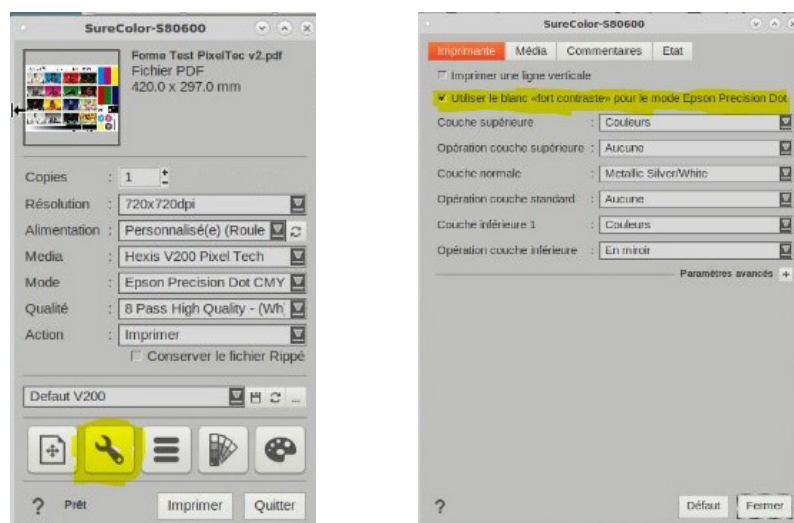 SureColor-S80600
Forme Test PixelTec v2.pdf
Fichier PDF
420.0 x 297.0 mm
Copies : 1
Résolution : 720x720dpi
Alimentation : Personnalisé(e) (Roule
Media : Hexis V200 Pixel Tech
Mode : Epson Precision Dot CMY
Qualité : 8 Pass High Quality - (Wh
Action : Imprimer
Conserver le fichier Rippé
Defaut V200
...
? Prêt Imprimer Quitter
SureColor-S80600
Imprimante Média Commentaires Etat
Imprimer une ligne verticale
Utiliser le blanc «fort contraste» pour le mode Epson Precision Dot
Couche supérieure : Couleurs
Opération couche supérieure : Aucune
Couche normale : Metallic Silver/White
Opération couche standard : Aucune
Couche inférieure 1 : Couleurs
Opération couche inférieure : En miroir
Paramètres avancés +
? Défaut Fermer